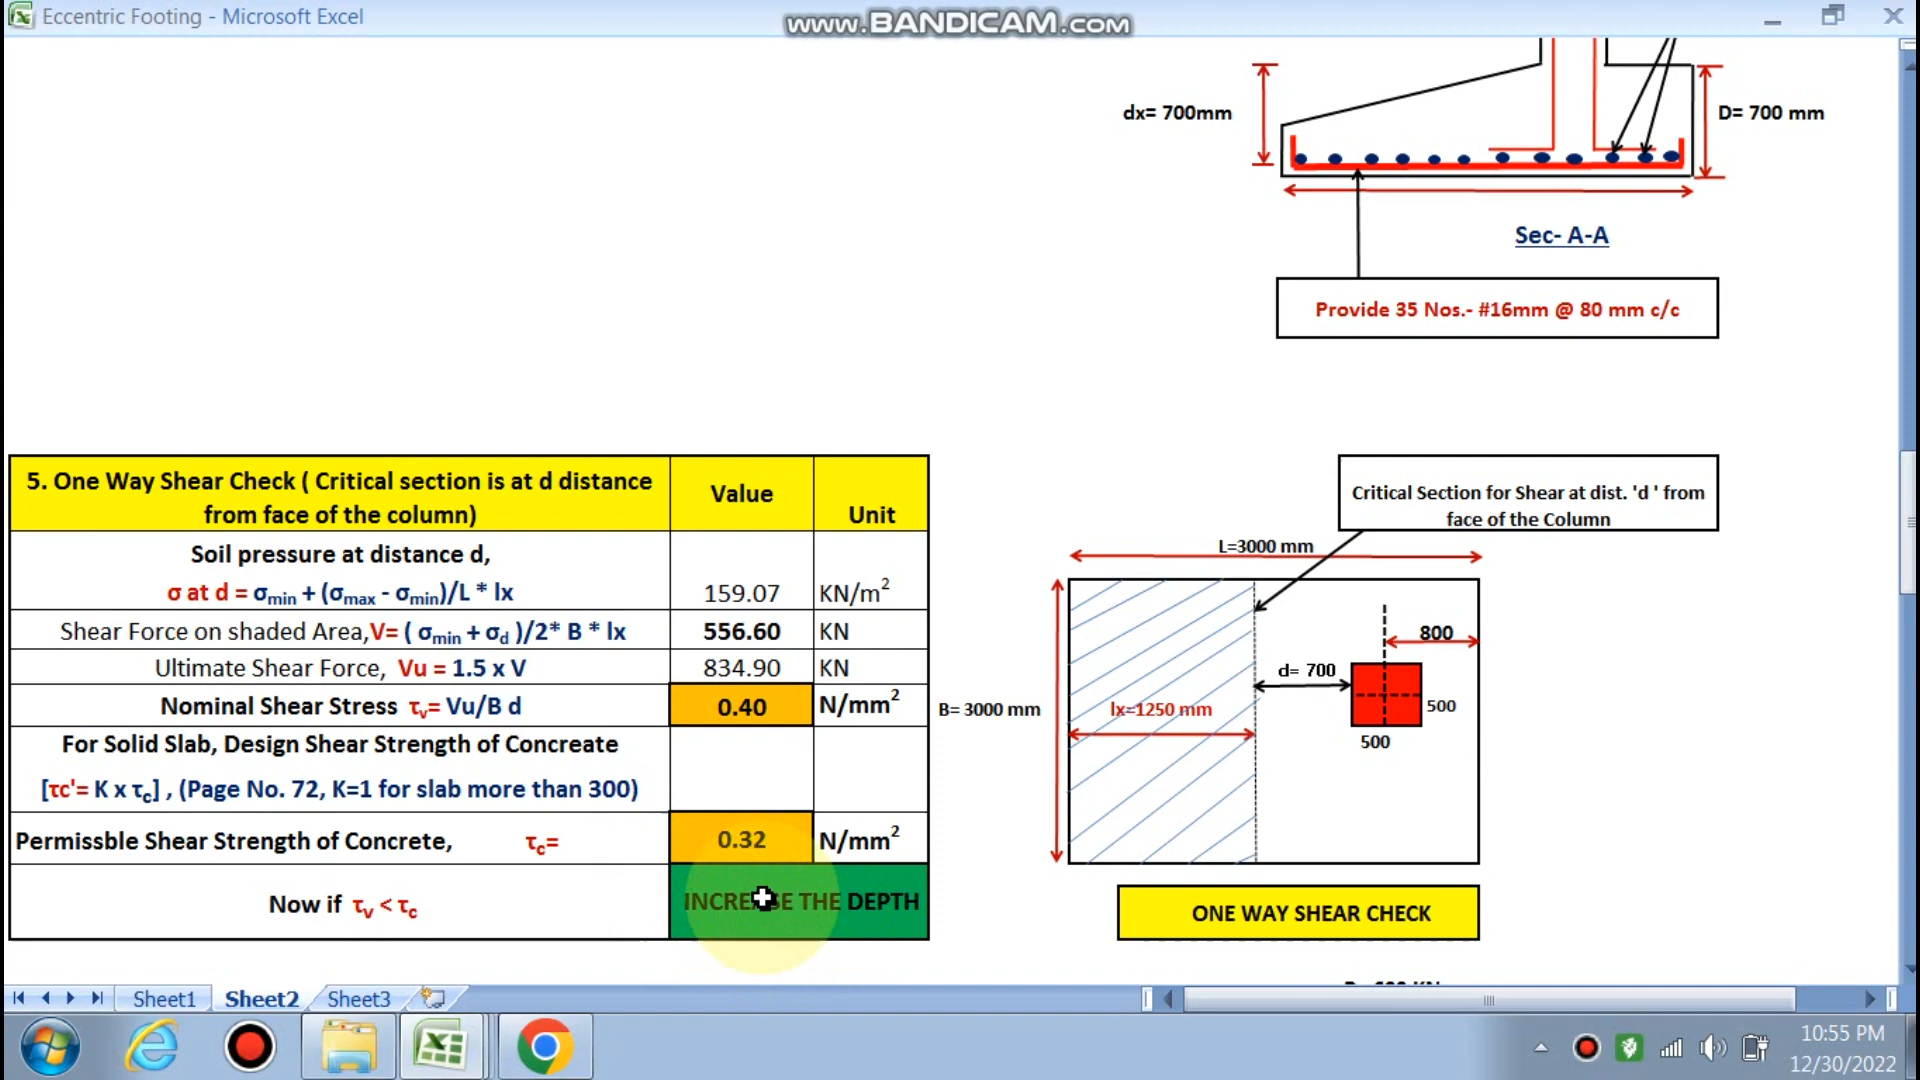 Eccentric Footing - Microsoft Excel
www.BANDICAM.com
dx= 700mm
D= 700 mm
Sec- A-A
Provide 35 Nos.- #16mm @ 80 mm c/c
5. One Way Shear Check ( Critical section is at d distance
from face of the column)
Value
Unit
Soil pressure at distance d,
σ at d = σmin + (σmax - σmin)/L * lx
159.07
KN/m2
Shear Force on shaded Area,V= ( σmin + σd )/2* B * lx
556.60
KN
Ultimate Shear Force, Vu = 1.5 x V
834.90
KN
Nominal Shear Stress τv= Vu/B d
0.40
N/mm2
For Solid Slab, Design Shear Strength of Concreate
[τc'= K x τc] , (Page No. 72, K=1 for slab more than 300)
Permissble Shear Strength of Concrete, τc=
0.32
N/mm2
Now if τv < τc
INCREASE THE DEPTH
Critical Section for Shear at dist. 'd ' from
face of the Column
L=3000 mm
800
d= 700
B= 3000 mm
lx=1250 mm
500
500
ONE WAY SHEAR CHECK
Sheet1
Sheet2
Sheet3
10:55 PM
12/30/2022